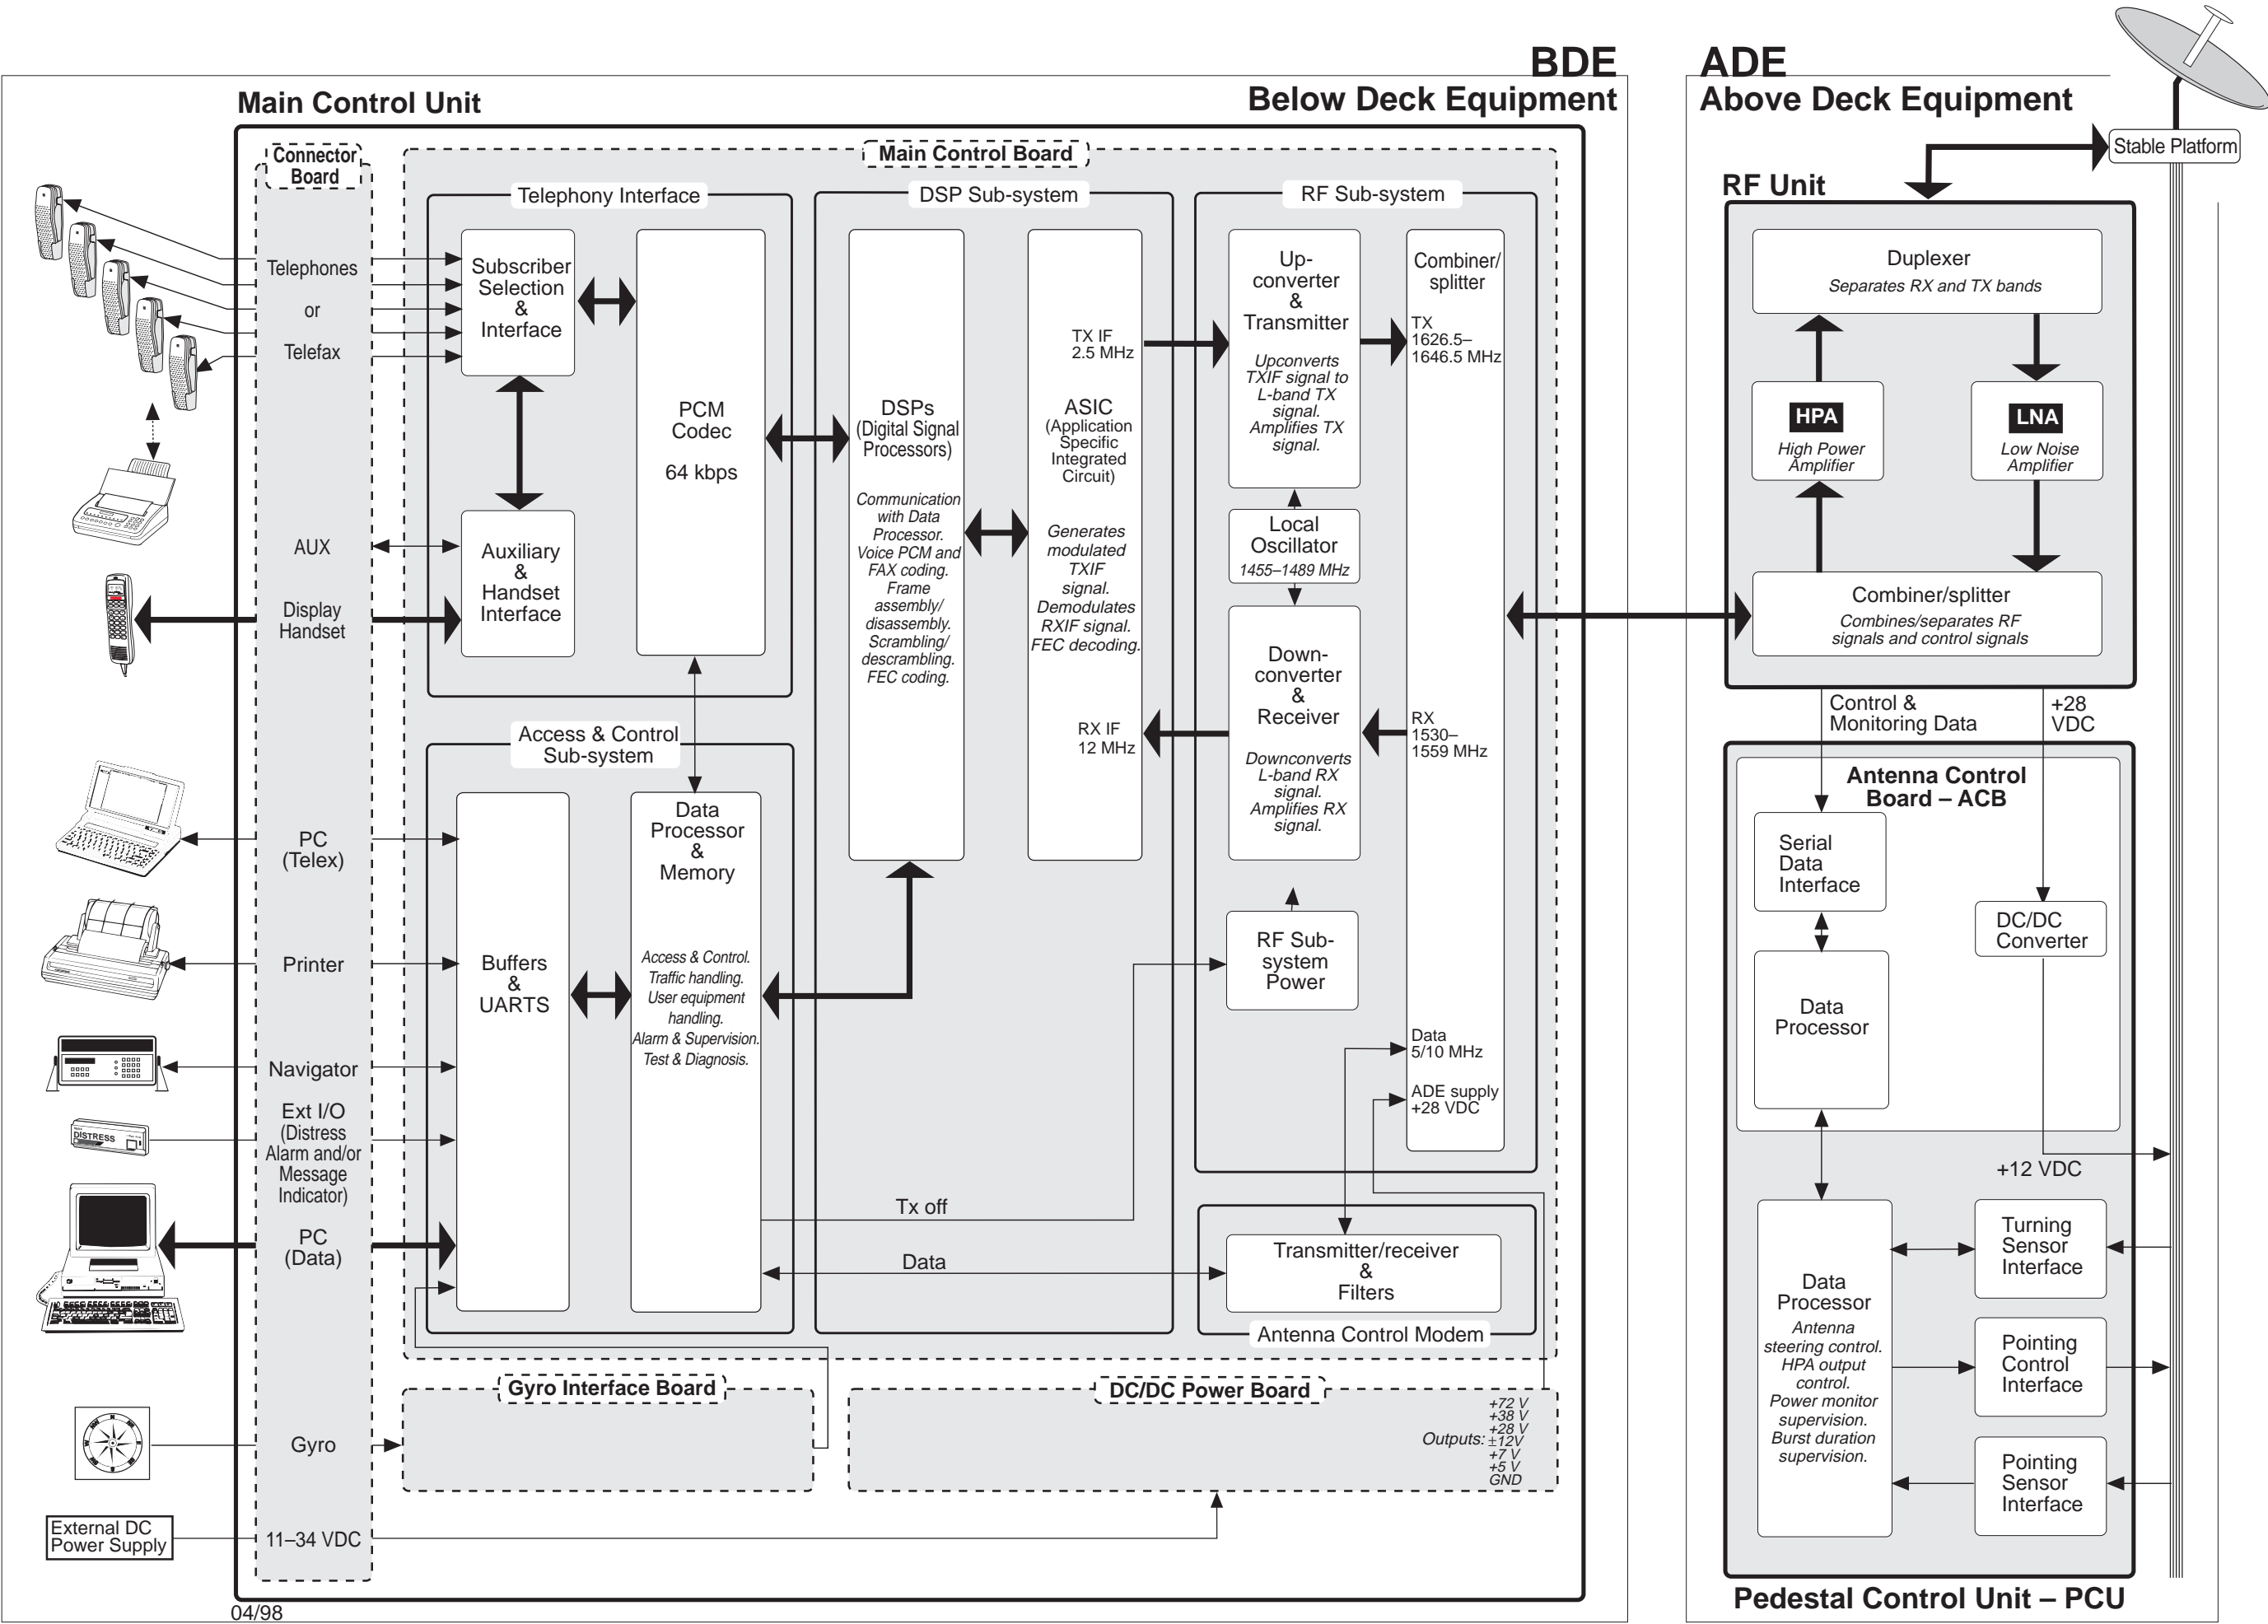 BDE
Below Deck Equipment
Main Control Unit
Connector
Board
Telephones
or
Telefax
AUX
Display
Handset
PC
(Telex)
Printer
Navigator
Ext I/O
(Distress
Alarm and/or
Message
Indicator)
DISTRESS
PC
(Data)
Gyro
External DC
Power Supply
11–34 VDC
04/98
Main Control Board
Telephony Interface
Subscriber
Selection
&
Interface
PCM
Codec
64 kbps
Auxiliary
&
Handset
Interface
Access & Control
Sub-system
Buffers
&
UARTS
Data
Processor
&
Memory
Access & Control.
Traffic handling.
User equipment
handling.
Alarm & Supervision.
Test & Diagnosis.
DSP Sub-system
DSPs
(Digital Signal
Processors)
Communication
with Data
Processor.
Voice PCM and
FAX coding.
Frame
assembly/
disassembly.
Scrambling/
descrambling.
FEC coding.
TX IF
2.5 MHz
ASIC
(Application
Specific
Integrated
Circuit)
Generates
modulated
TXIF
signal.
Demodulates
RXIF signal.
FEC decoding.
RX IF
12 MHz
Tx off
Data
RF Sub-system
Up-
converter
&
Transmitter
Upconverts
TXIF signal to
L-band TX
signal.
Amplifies TX
signal.
Local
Oscillator
1455–1489 MHz
Down-
converter
&
Receiver
Downconverts
L-band RX
signal.
Amplifies RX
signal.
RF Sub-
system
Power
Combiner/
splitter
TX
1626.5–
1646.5 MHz
RX
1530–
1559 MHz
Data
5/10 MHz
ADE supply
+28 VDC
Transmitter/receiver
&
Filters
Antenna Control Modem
Gyro Interface Board
DC/DC Power Board
Outputs:
+72 V
+38 V
+28 V
±12V
+7 V
+5 V
GND
ADE
Above Deck Equipment
Stable Platform
RF Unit
Duplexer
Separates RX and TX bands
HPA
High Power
Amplifier
LNA
Low Noise
Amplifier
Combiner/splitter
Combines/separates RF
signals and control signals
Control &
Monitoring Data
+28
VDC
Antenna Control
Board – ACB
Serial
Data
Interface
DC/DC
Converter
Data
Processor
+12 VDC
Data
Processor
Antenna
steering control.
HPA output
control.
Power monitor
supervision.
Burst duration
supervision.
Turning
Sensor
Interface
Pointing
Control
Interface
Pointing
Sensor
Interface
Pedestal Control Unit – PCU